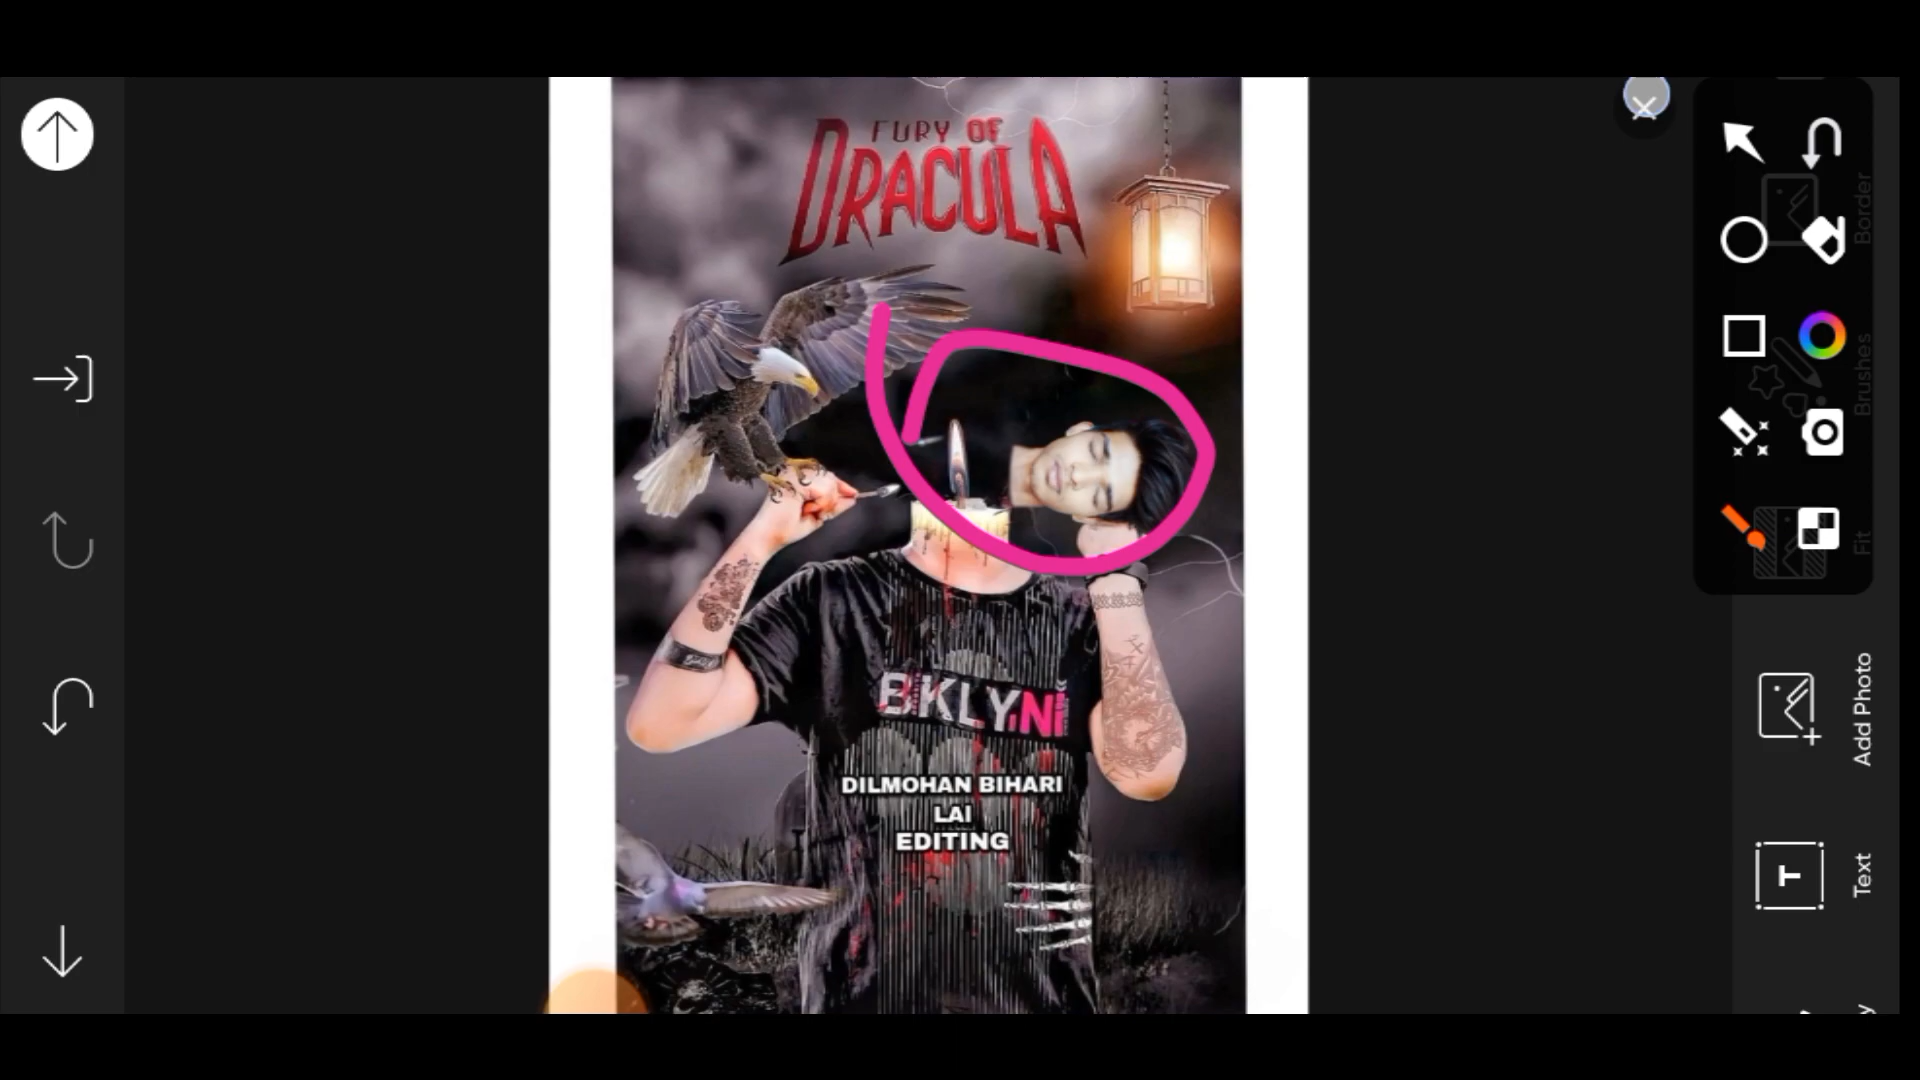 FURY OF
DRACULA
BKLYN
DILMOHAN BIHARI
LAI
EDITING
Border
Brushes
Fit
Add Photo
Text